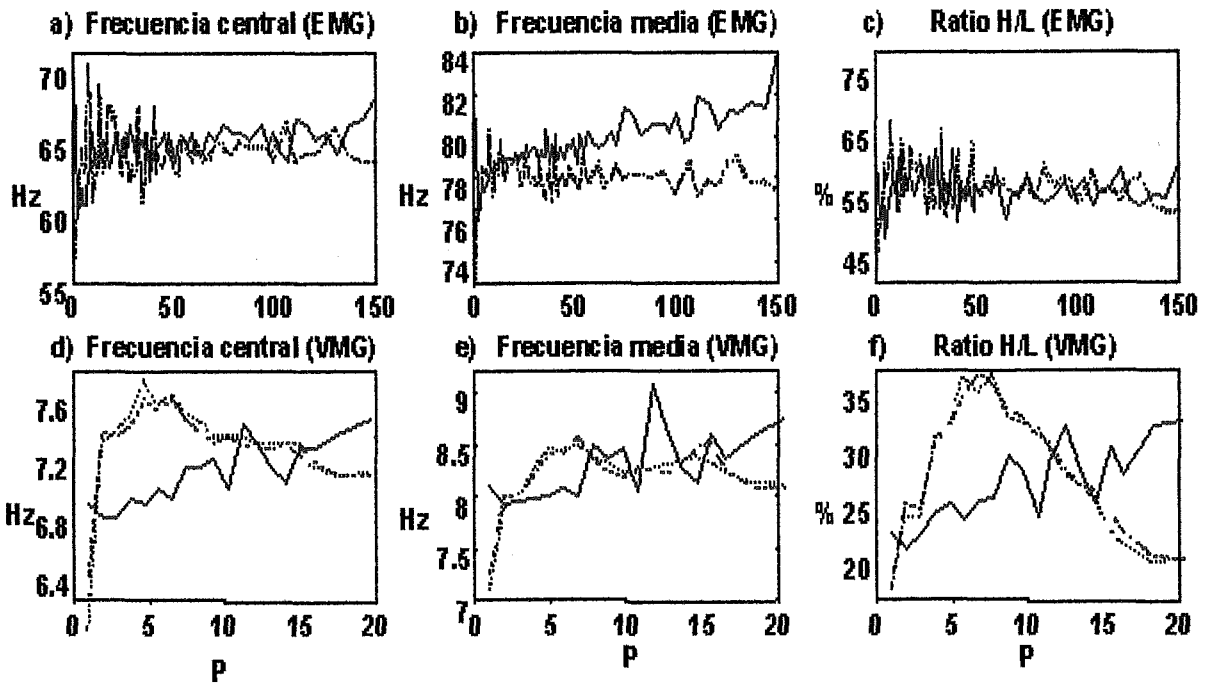 a) Frecuencia central (EMG)
b) Frecuencia media (EMG)
c) Ratio H/L (EMG)
70
65
Hz
60
55
0 50 100 150
84
82
80
78
Hz
76
74
0 50 100 150
75
65
%
55
45
0 50 100 150
d) Frecuencia central (VMG)
e) Frecuencia media (VMG)
f) Ratio H/L (VMG)
7.6
7.2
Hz
6.8
6.4
0 5 10 15 20
P
9
8.5
8
Hz
7.5
7
0 5 10 15 20
P
35
30
25
%
20
0 5 10 15 20
P